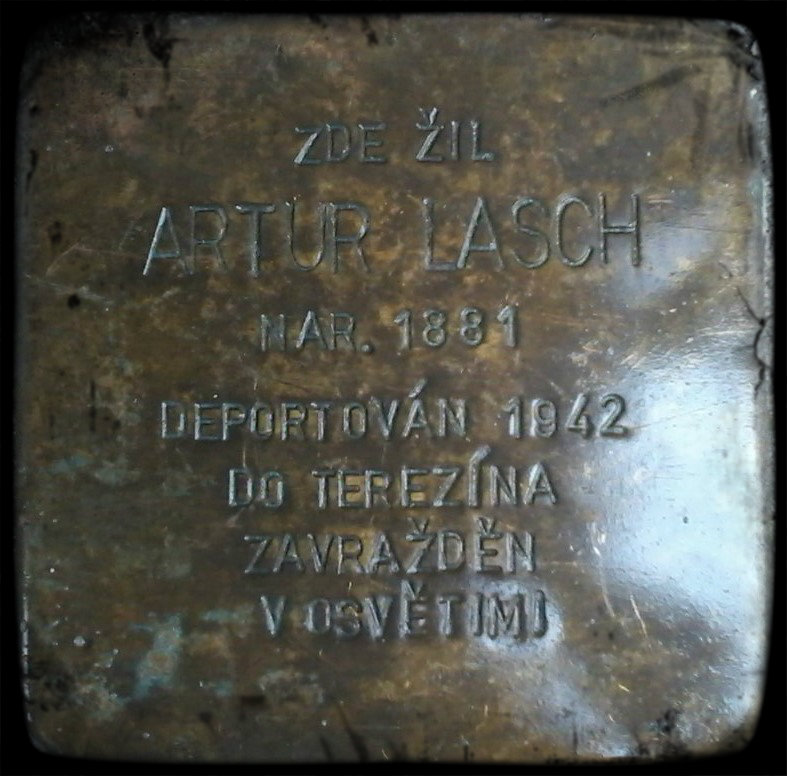 ZDE ŽIL
ARTUR LASCH
NAR. 1881
DEPORTOVÁN 1942
DO TEREZÍNA
ZAVRAŽDĚN
V OSVĚTIMI